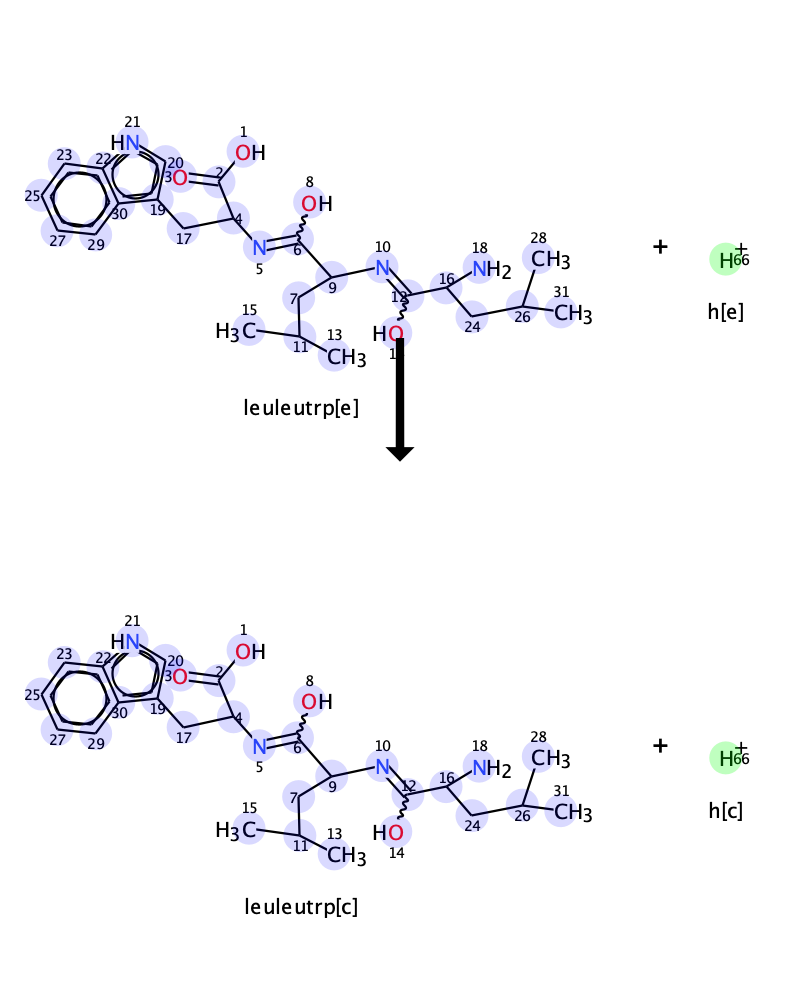 21
HN
1
OH
23
22
20
3
O
2
25
30
19
4
8
OH
27
29
17
N
5
6
10
N
9
7
12
18
NH2
16
28
CH3
+
H
+
66
h[e]
24
26
31
CH3
15
H3C
11
13
CH3
HO
1
leuleutrp[e]
21
HN
1
OH
23
22
20
3
O
2
25
30
19
4
8
OH
27
29
17
N
5
6
10
N
9
7
12
18
NH2
16
28
CH3
+
H
+
66
h[c]
24
26
31
CH3
15
H3C
11
13
CH3
HO
14
leuleutrp[c]